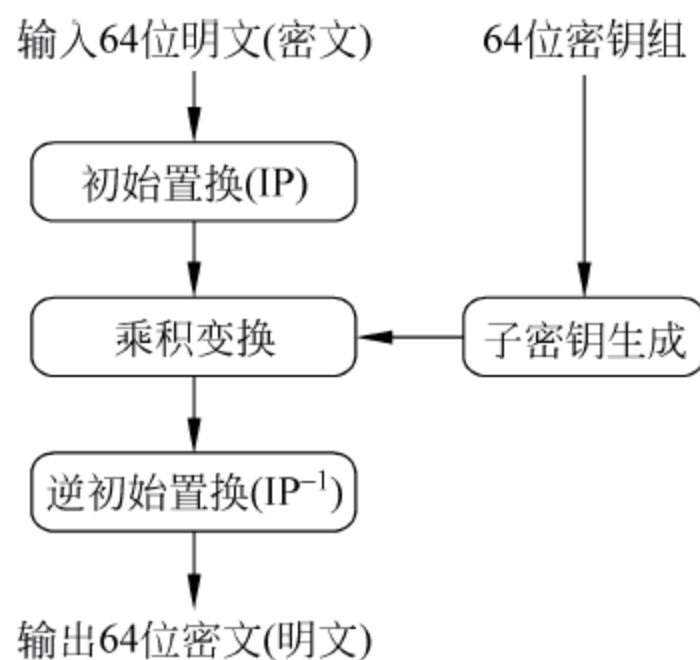 输入64位明文(密文)
64位密钥组
初始置换(IP)
乘积变换
子密钥生成
逆初始置换(IP⁻¹)
输出64位密文(明文)